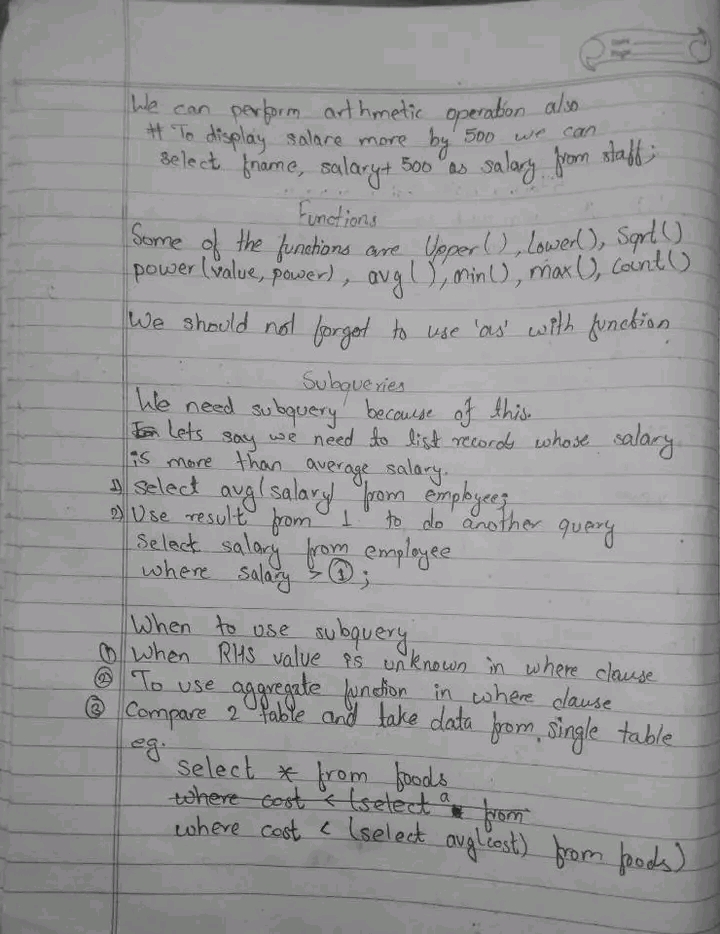 We can perform arthmetic operation also
# To display salare more by 500 we can
select fname, salary+ 500 as salary from staff;
Functions
Some of the functions are Upper(), Lower(), Sqrt()
power(value, power), avg(), min(), max(), Count()
We should not forget to use 'as' with function
Subqueries
We need subquery because of this.
Lets say we need to list records whose salary
is more than average salary.
1) select avg(salary) from employee;
2) Use result from 1 to do another query
Select salary from employee
where salary > ①;
When to use subquery
① When RHS value is unknown in where clause
② To use aggregate function in where clause
③ Compare 2 table and take data from single table
eg.
select * from foods
where cost < (select a from
where cost < (select avg(cost) from foods)